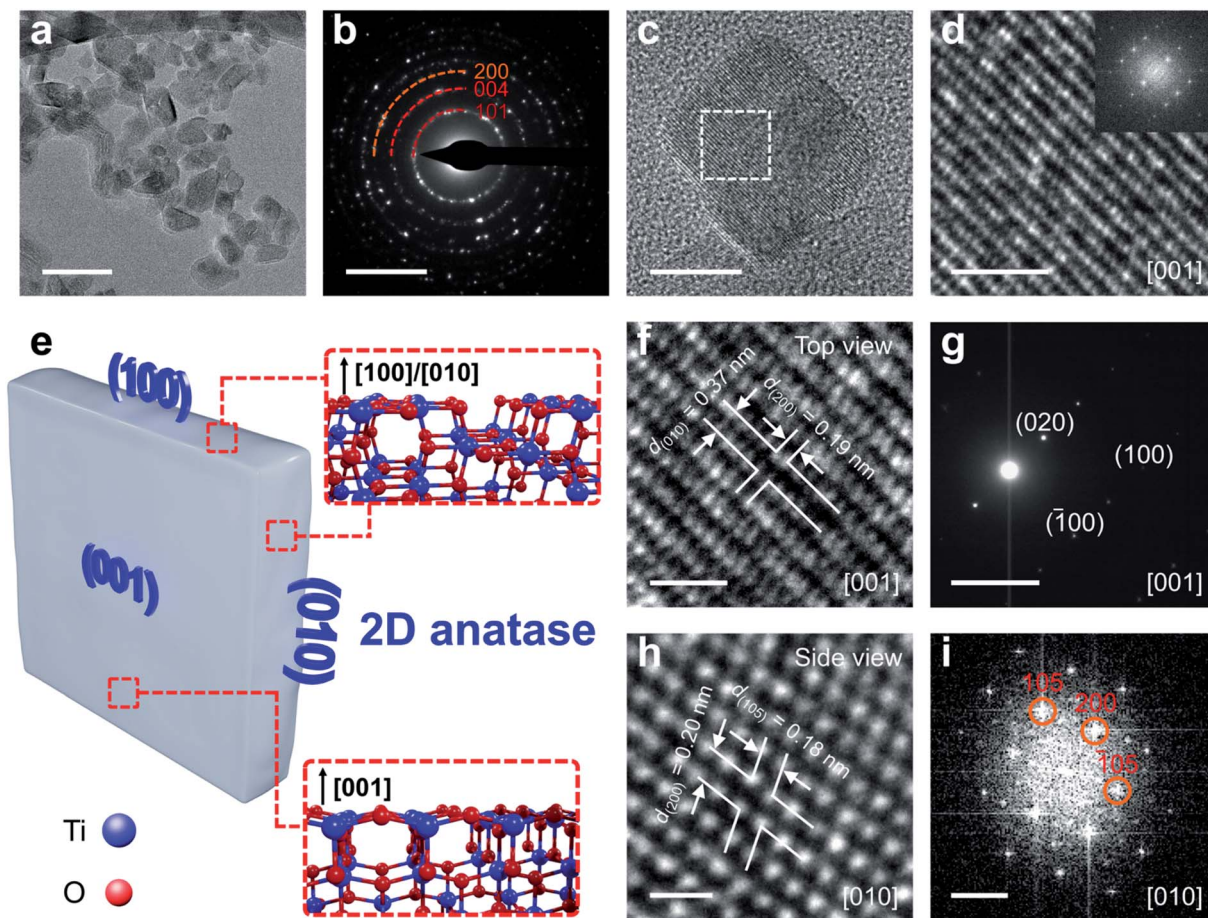 a
b
200
004
101
c
d
[001]
e
(100)
(001)
(010)
2D anatase
[100]/[010]
[001]
Ti
O
f
Top view
d(010) = 0.37 nm
d(200) = 0.19 nm
g
(020)
(100)
(1̄00)
[001]
h
Side view
d(200) = 0.20 nm
d(105) = 0.18 nm
[010]
i
105
200
105
[010]